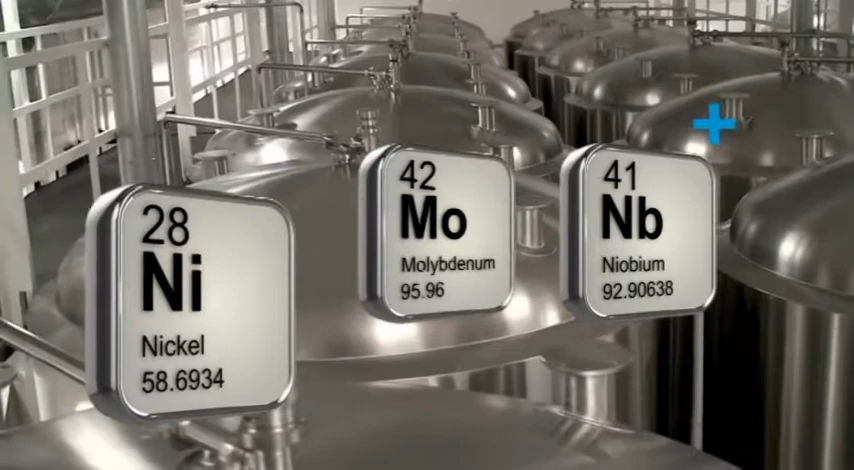 28
Ni
Nickel
58.6934
42
Mo
Molybdenum
95.96
41
Nb
Niobium
92.90638